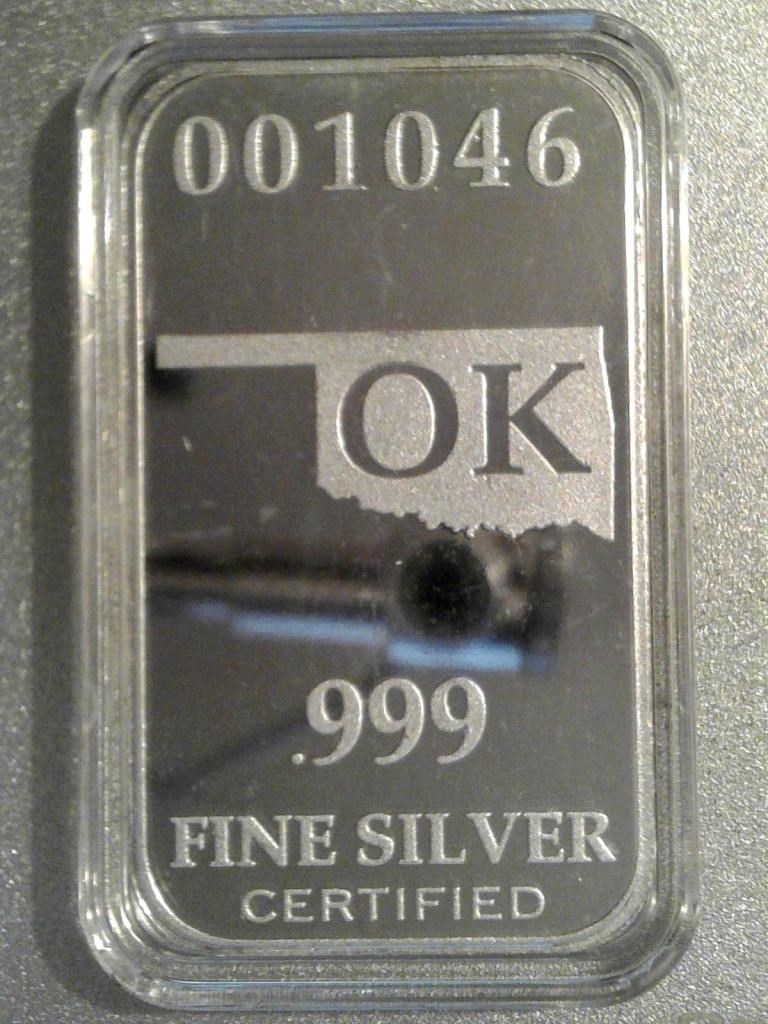 001046
OK
.999
FINE SILVER
CERTIFIED